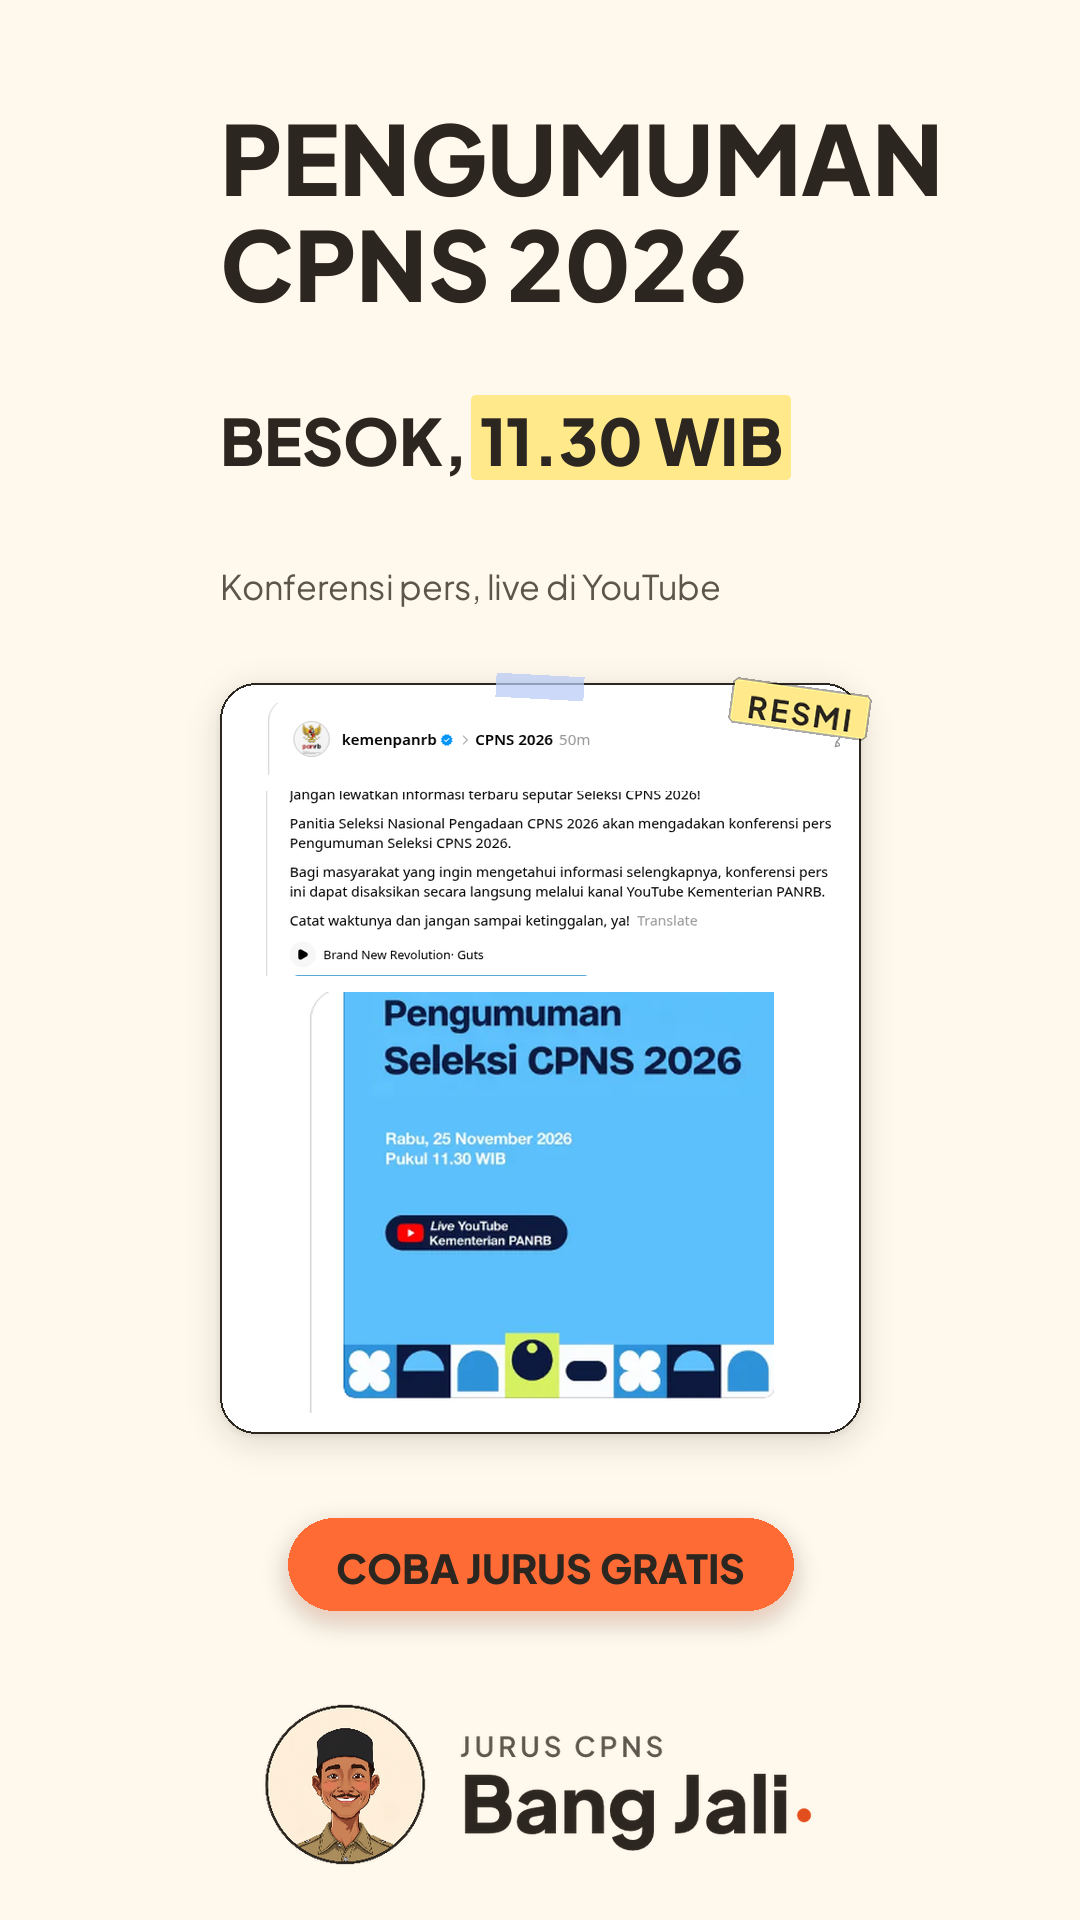 PENGUMUMAN
CPNS 2026
BESOK, 11.30 WIB
Konferensi pers, live di YouTube
RESMI
panrb
kemenpanrb > CPNS 2026 50m
Jangan lewatkan informasi terbaru seputar Seleksi CPNS 2026!
Panitia Seleksi Nasional Pengadaan CPNS 2026 akan mengadakan konferensi pers
Pengumuman Seleksi CPNS 2026.
Bagi masyarakat yang ingin mengetahui informasi selengkapnya, konferensi pers
ini dapat disaksikan secara langsung melalui kanal YouTube Kementerian PANRB.
Catat waktunya dan jangan sampai ketinggalan, ya! Translate
Brand New Revolution· Guts
Pengumuman
Seleksi CPNS 2026
Rabu, 25 November 2026
Pukul 11.30 WIB
Live YouTube
Kementerian PANRB
COBA JURUS GRATIS
JURUS CPNS
Bang Jali